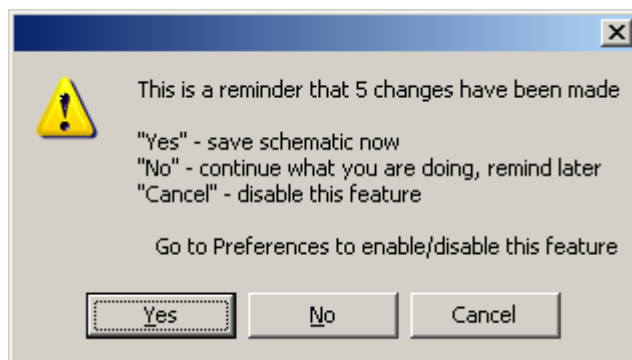 This is a reminder that 5 changes have been made
"Yes" - save schematic now
"No" - continue what you are doing, remind later
"Cancel" - disable this feature
Go to Preferences to enable/disable this feature
Yes
No
Cancel